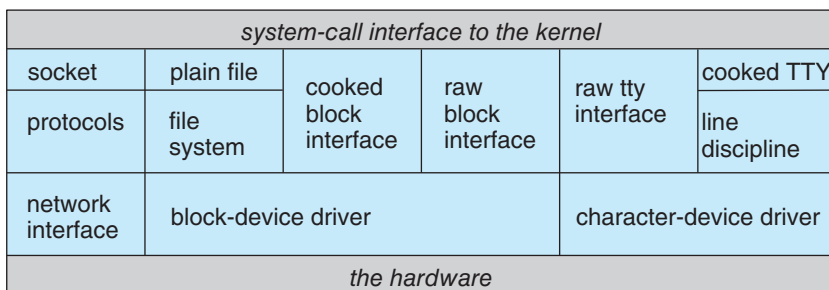 system-call interface to the kernel
socket
plain file
cooked
block
interface
raw
block
interface
raw tty
interface
cooked TTY
protocols
file
system
line
discipline
network
interface
block-device driver
character-device driver
the hardware